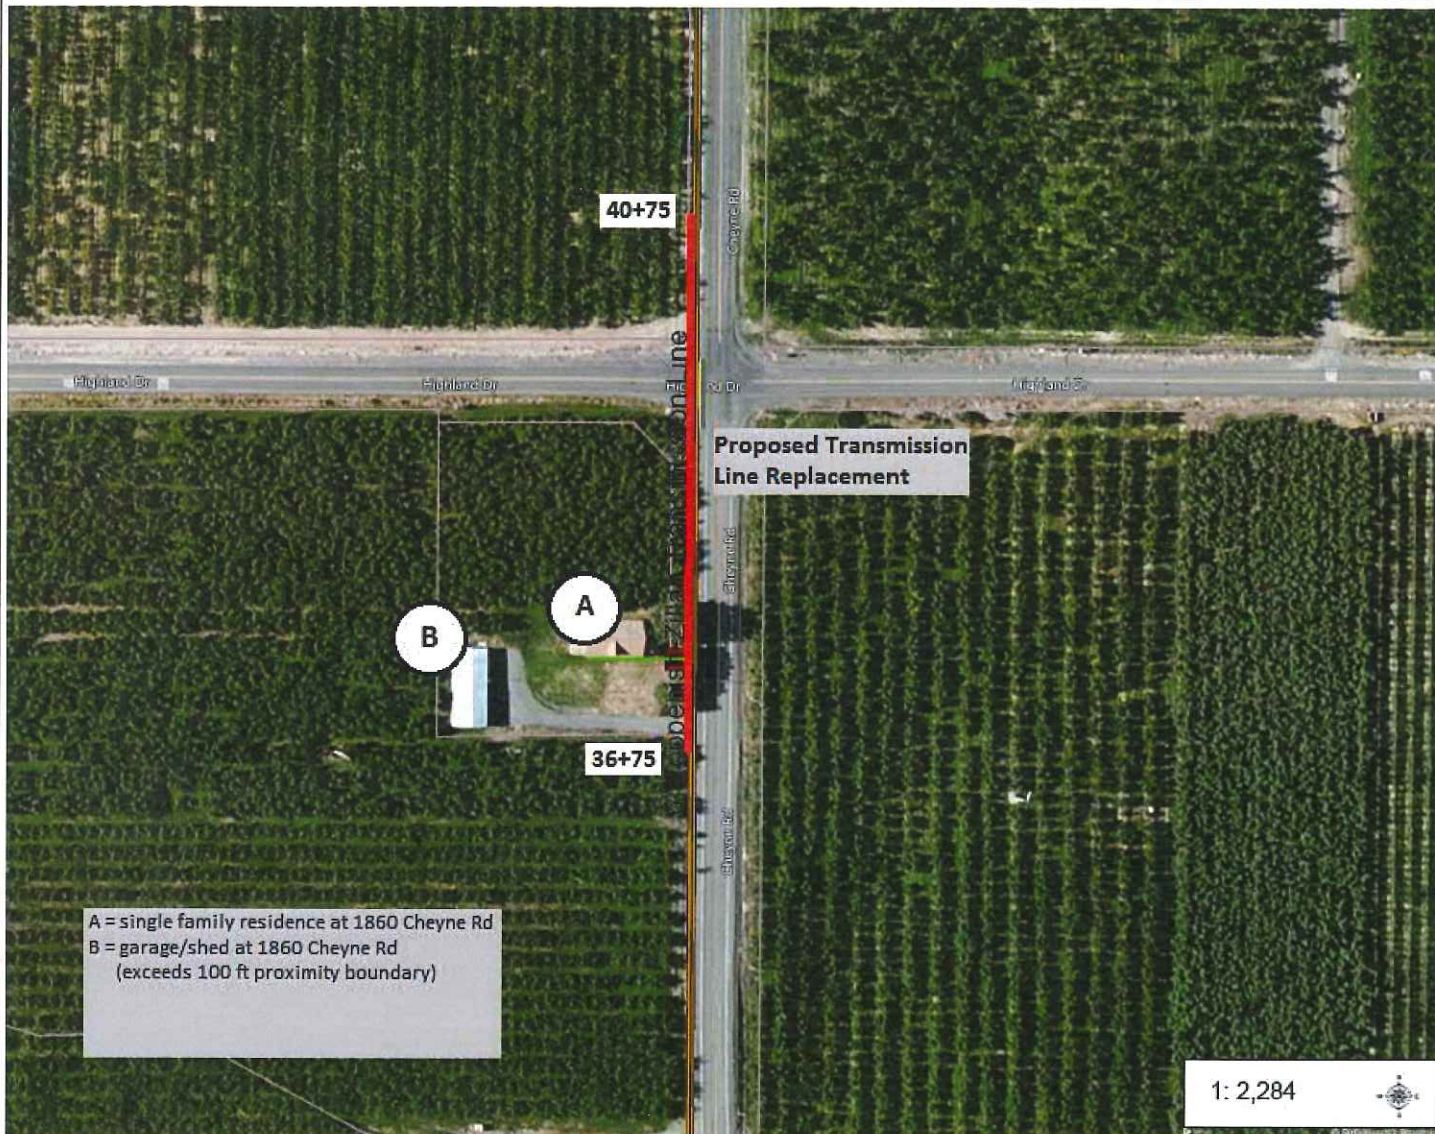 40+75
Cheyne Rd
Highland Dr
Highland Dr
Highland Dr
Proposed Transmission
Line Replacement
Cheyne Rd
A
B
36+75
Cheyne Rd
A = single family residence at 1860 Cheyne Rd
B = garage/shed at 1860 Cheyne Rd
(exceeds 100 ft proximity boundary)
1: 2,284